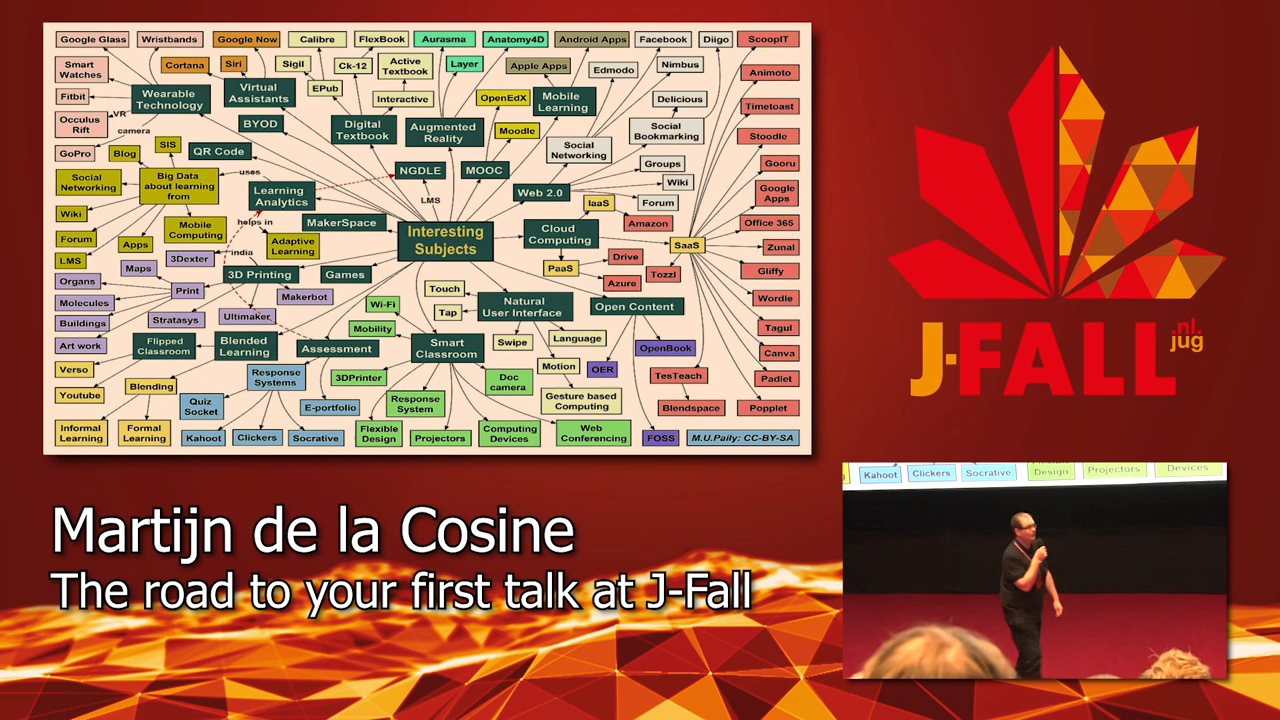 Google Glass
Wristbands
Google Now
Calibre
FlexBook
Aurasma
Anatomy4D
Android Apps
Facebook
Diigo
ScoopIT
Smart
Watches
Cortana
Siri
Sigil
Ck-12
Active
Textbook
Layer
Apple Apps
Edmodo
Nimbus
Animoto
Fitbit
Wearable
Technology
Virtual
Assistants
EPub
Interactive
OpenEdX
Mobile
Learning
Delicious
Timetoast
Occulus
Rift
VR
camera
BYOD
Digital
Textbook
Augmented
Reality
Moodle
Social
Bookmarking
Stoodle
GoPro
Blog
SIS
QR Code
Social
Networking
Groups
Gooru
Social
Networking
Big Data
about learning
from
uses
Learning
Analytics
NGDLE
MOOC
LMS
Web 2.0
Wiki
Forum
IaaS
Google
Apps
Wiki
Mobile
Computing
helps in
MakerSpace
Interesting
Subjects
Cloud
Computing
Amazon
Office 365
Forum
Apps
Adaptive
Learning
SaaS
Zunal
LMS
Maps
3Dexter
india
3D Printing
Games
PaaS
Drive
Azure
Tozzl
Gliffy
Organs
Print
Makerbot
Touch
Tap
Natural
User Interface
Open Content
Wordle
Molecules
Buildings
Stratasys
Ultimaker
Wi-Fi
Mobility
Swipe
Language
Tagul
Art work
Flipped
Classroom
Blended
Learning
Assessment
Smart
Classroom
OpenBook
Canva
Verso
Youtube
Blending
Response
Systems
3DPrinter
Doc
camera
Motion
OER
TesTeach
Padlet
Quiz
Socket
E-portfolio
Response
System
Gesture based
Computing
Blendspace
Popplet
Informal
Learning
Formal
Learning
Kahoot
Clickers
Socrative
Flexible
Design
Projectors
Computing
Devices
Web
Conferencing
FOSS
M.U.Paily: CC-BY-SA
J-FALL
nl
jug
Kahoot
Clickers
Socrative
Design
Projectors
Devices
Martijn de la Cosine
The road to your first talk at J-Fall